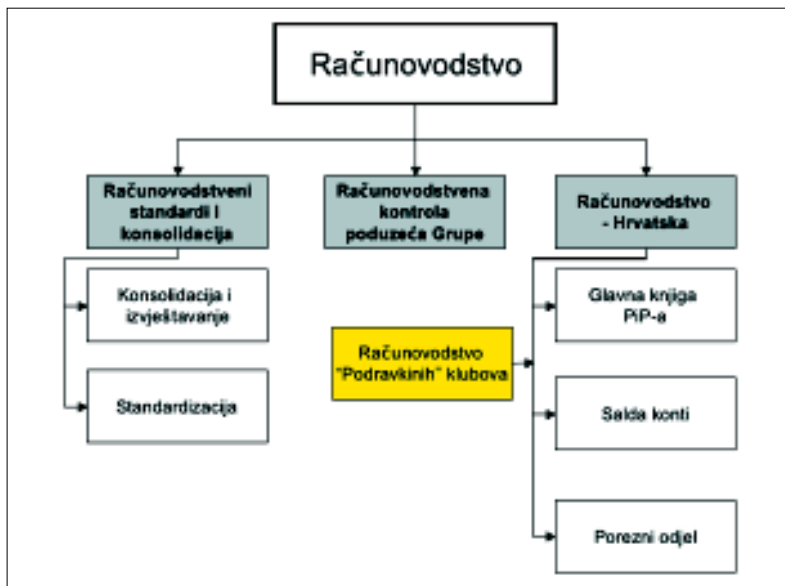 Računovodstvo
Računovodstveni
standardi i
konsolidacija
Računovodstvena
kontrola
poduzeća Grupe
Računovodstvo
- Hrvatska
Konsolidacija i
izvještavanje
Standardizacija
Računovodstvo
"Podravkinih" klubova
Glavna knjiga
PiP-a
Salda konti
Porezni odjel